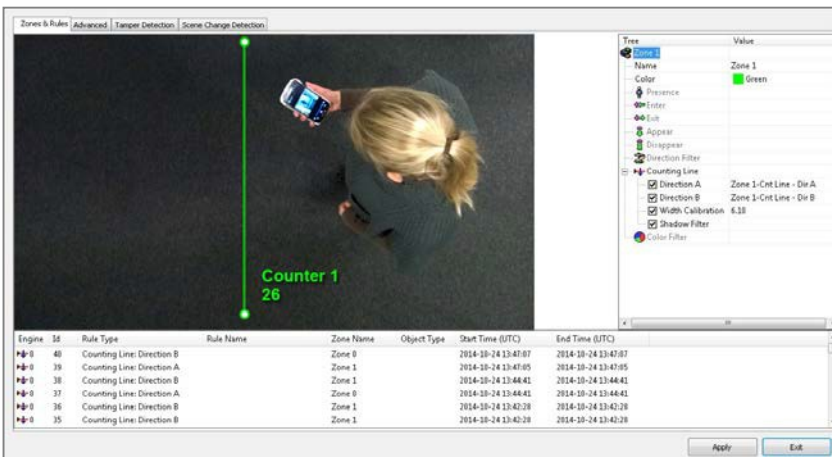 Zones & Rules Advanced Tamper Detection Scene Change Detection
Tree Value
Zone 1
Name Zone 1
Color Green
Presence
Enter
Exit
Appear
Disappear
Direction Filter
Counting Line
Direction A Zone 1-Cnt Line - Dir A
Direction B Zone 1-Cnt Line - Dir B
Width Calibration 6.18
Shadow Filter
Color Filter
Counter 1
26
Engine Id Rule Type Rule Name Zone Name Object Type Start Time (UTC) End Time (UTC)
0 40 Counting Line: Direction B Zone 0 2014-10-24 13:47:07 2014-10-24 13:47:07
0 39 Counting Line: Direction A Zone 1 2014-10-24 13:47:05 2014-10-24 13:47:05
0 38 Counting Line: Direction B Zone 1 2014-10-24 13:44:41 2014-10-24 13:44:41
0 37 Counting Line: Direction A Zone 0 2014-10-24 13:44:41 2014-10-24 13:44:41
0 36 Counting Line: Direction B Zone 1 2014-10-24 13:42:28 2014-10-24 13:42:28
0 35 Counting Line: Direction B Zone 1 2014-10-24 13:42:28 2014-10-24 13:42:28
Apply Exit